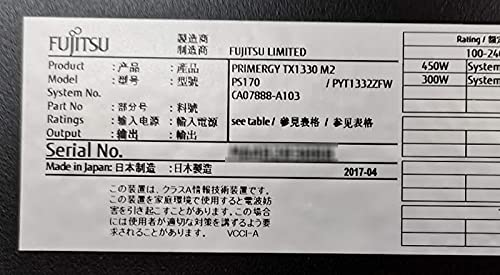 FUJITSU 製造商 制造商 FUJITSU LIMITED
Product : 产品 : 產品 PRIMERGY TX1330 M2
Model : 型号 : 型號 PS170 / PYT1332ZFW
System No. CA07888-A103
Part No : 部分号 : 料號
Ratings : 输入电源 : 輸入電源 see table / 參見表格 / 参见表格
Output : 输出 : 輸出
Serial No.
Made in Japan: 日本制造 : 日本製造 2017-04
この装置は、クラスA情報技術装置です。
この装置を家庭環境で使用すると電波妨
害を引き起こすことがあります。この場合
には使用者が適切な対策を講ずるよう要
求されることがあります。 VCCI-A
Rating /
100-240
450W System
300W System